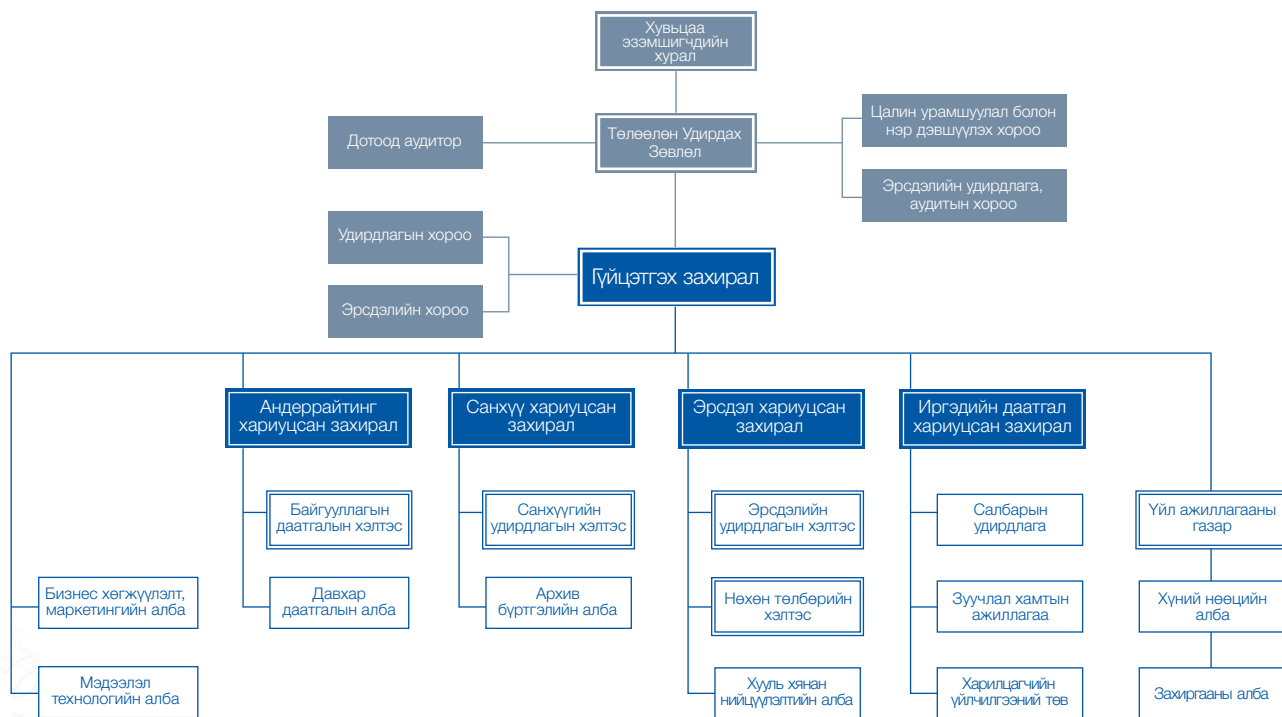 Хувьцаа
эзэмшигчдийн
хурал
Дотоод аудитор
Төлөөлөн Удирдах
Зөвлөл
Цалин урамшуулал болон
нэр дэвшүүлэх хороо
Эрсдэлийн удирдлага,
аудитын хороо
Удирдлагын хороо
Гүйцэтгэх захирал
Эрсдэлийн хороо
Андеррайтинг
хариуцсан захирал
Санхүү хариуцсан
захирал
Эрсдэл хариуцсан
захирал
Иргэдийн даатгал
хариуцсан захирал
Байгууллагын
даатгалын хэлтэс
Санхүүгийн
удирдлагын хэлтэс
Эрсдэлийн
удирдлагын хэлтэс
Салбарын
удирдлага
Үйл ажиллагааны
газар
Бизнес хөгжүүлэлт,
маркетингийн алба
Давхар
даатгалын алба
Архив
бүртгэлийн алба
Нөхөн төлбөрийн
хэлтэс
Зуучлал хамтын
ажиллагаа
Хүний нөөцийн
алба
Мэдээлэл
технологийн алба
Хууль хянан
нийцүүлэлтийн алба
Харилцагчийн
үйлчилгээний төв
Захиргааны алба